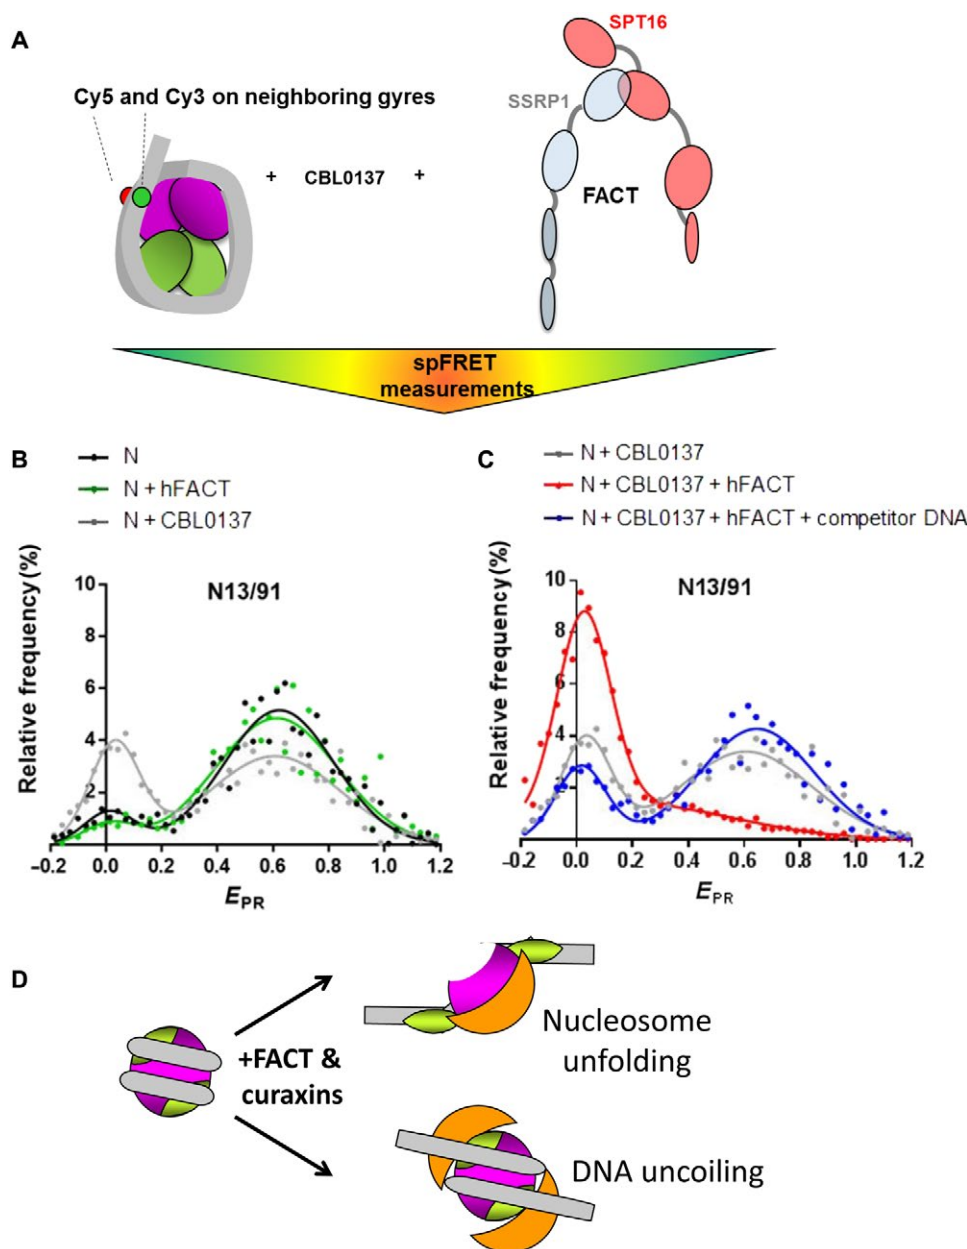 A
SPT16
Cy5 and Cy3 on neighboring gyres
SSRP1
+ CBL0137 +
FACT
spFRET
measurements
B
N
N + hFACT
N + CBL0137
N13/91
Relative frequency (%)
10
8
6
4
2
0
−0.2 0.0 0.2 0.4 0.6 0.8 1.0 1.2
E_PR
C
N + CBL0137
N + CBL0137 + hFACT
N + CBL0137 + hFACT + competitor DNA
N13/91
Relative frequency (%)
10
8
6
4
2
0
−0.2 0.0 0.2 0.4 0.6 0.8 1.0 1.2
E_PR
D
+FACT &
curaxins
Nucleosome
unfolding
DNA uncoiling